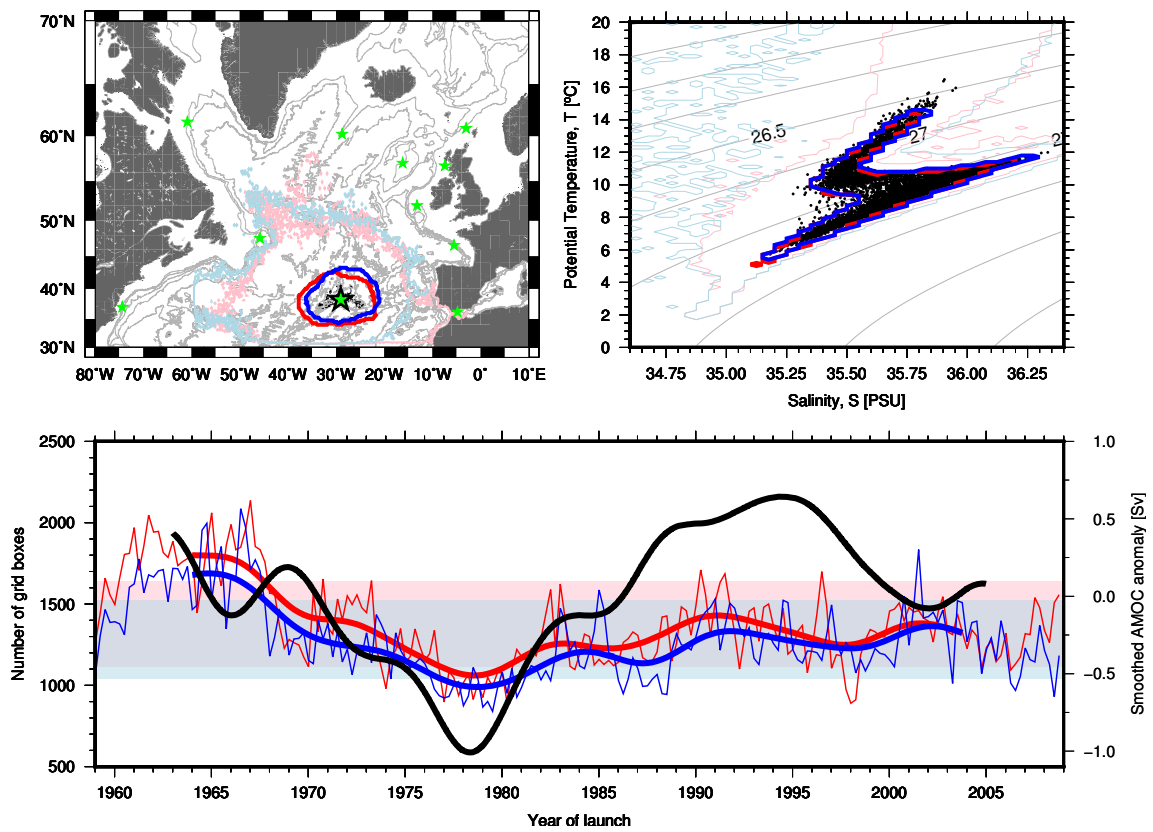 70˚N
60˚N
50˚N
40˚N
30˚N
80˚W 70˚W 60˚W 50˚W 40˚W 30˚W 20˚W 10˚W 0˚ 10˚E
Potential Temperature, T [ºC]
20
18
16
14
12
10
8
6
4
2
0
26.5
27
2
34.75 35.00 35.25 35.50 35.75 36.00 36.25
Salinity, S [PSU]
Number of grid boxes
2500
2000
1500
1000
500
1.0
0.5
0.0
−0.5
−1.0
Smoothed AMOC anomaly [Sv]
1960 1965 1970 1975 1980 1985 1990 1995 2000 2005
Year of launch